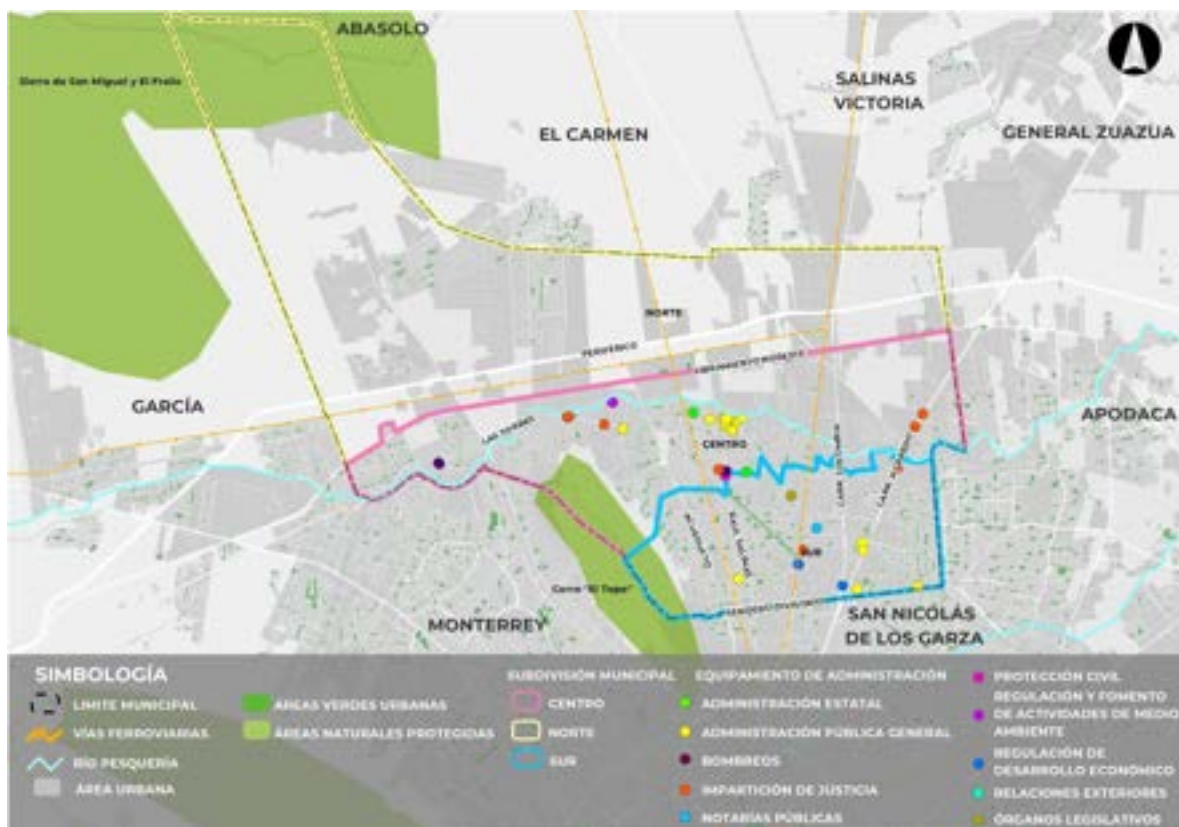 ABASOLO
Sierra de San Miguel y El Fraile
SALINAS
VICTORIA
EL CARMEN
GENERAL ZUAZUA
NORTE
PERIFÉRICO
GARCÍA
LAS TORRES
APODACA
CENTRO
SUR
Cerro "El Topo"
MONTERREY
SAN NICOLÁS
DE LOS GARZA
SIMBOLOGÍA
LIMITE MUNICIPAL
VÍAS FERROVIARIAS
RÍO PESQUERÍA
ÁREA URBANA
ÁREAS VERDES URBANAS
ÁREAS NATURALES PROTEGIDAS
SUBDIVISIÓN MUNICIPAL
CENTRO
NORTE
SUR
EQUIPAMIENTO DE ADMINISTRACIÓN
ADMINISTRACIÓN ESTATAL
ADMINISTRACIÓN PÚBLICA GENERAL
BOMBREOS
IMPARTICIÓN DE JUSTICIA
NOTARÍAS PÚBLICAS
PROTECCIÓN CIVIL
REGULACIÓN Y FOMENTO
DE ACTIVIDADES DE MEDIO
AMBIENTE
REGULACIÓN DE
DESARROLLO ECONÓMICO
RELACIONES EXTERIORES
ÓRGANOS LEGISLATIVOS